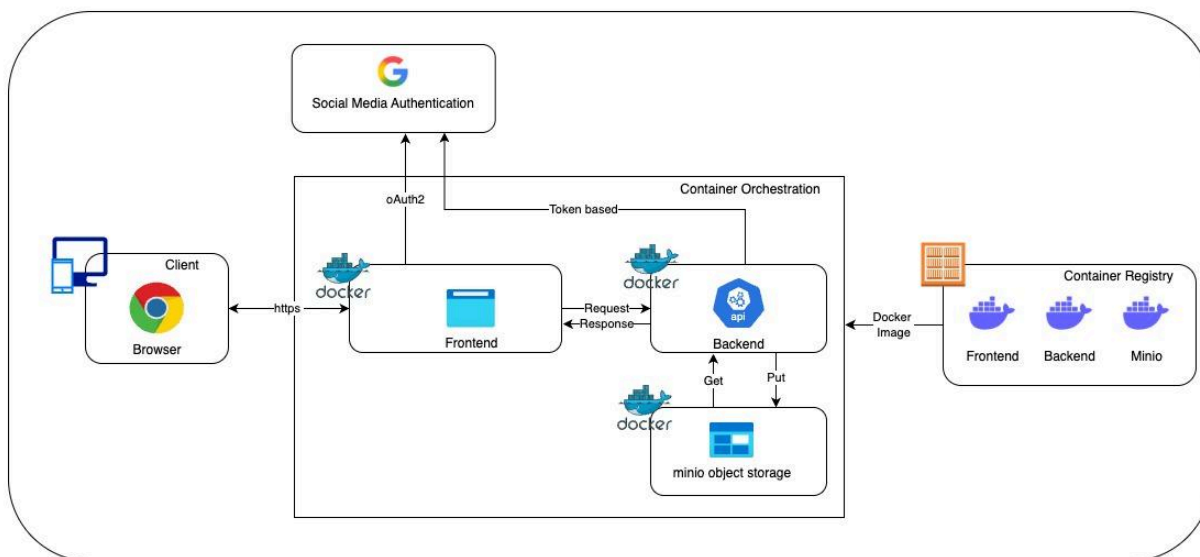 Social Media Authentication
Container Orchestration
oAuth2
Token based
Client
Browser
https
docker
Frontend
Request
Response
docker
api
Backend
Get
Put
docker
minio object storage
Docker
Image
Container Registry
Frontend
Backend
Minio